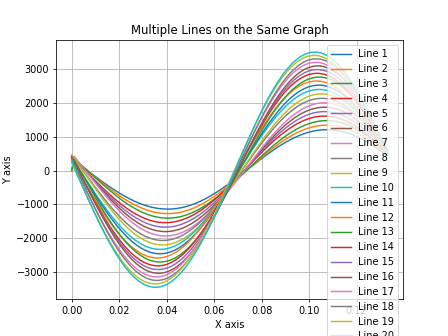 Multiple Lines on the Same Graph
Y axis
3000
2000
1000
0
−1000
−2000
−3000
0.00
0.02
0.04
0.06
0.08
0.10
X axis
Line 1
Line 2
Line 3
Line 4
Line 5
Line 6
Line 7
Line 8
Line 9
Line 10
Line 11
Line 12
Line 13
Line 14
Line 15
Line 16
Line 17
Line 18
Line 19
Line 20